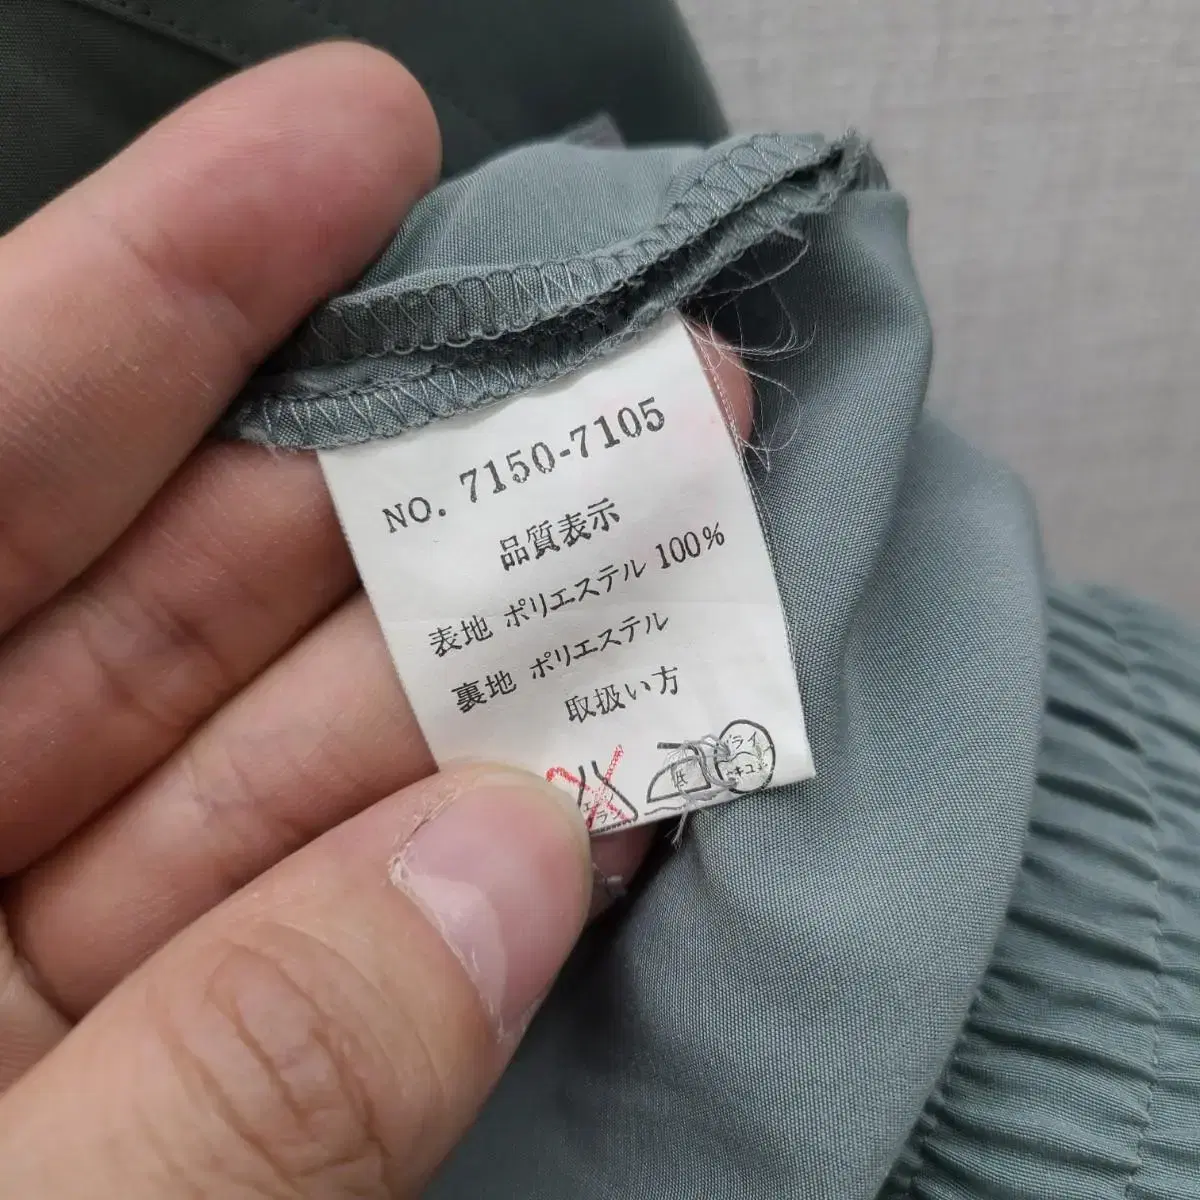 NO. 7150-7105
品質表示
表地 ポリエステル 100%
裏地 ポリエステル
取扱い方
低